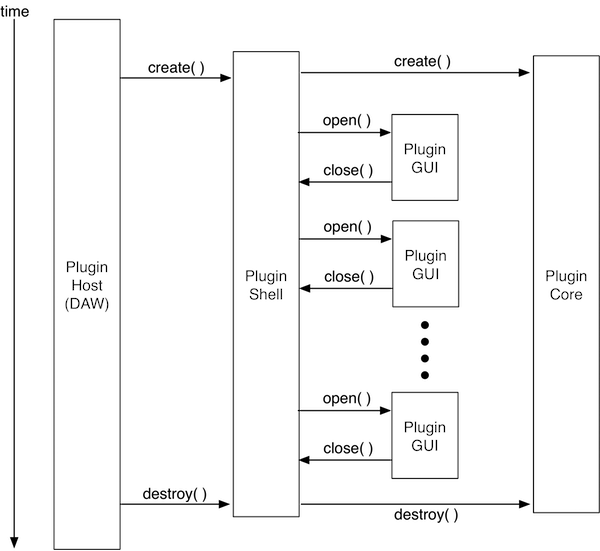 time
create( )
create( )
open( )
Plugin
GUI
close( )
open( )
Plugin
GUI
close( )
Plugin
Host
(DAW)
Plugin
Shell
Plugin
Core
open( )
Plugin
GUI
close( )
destroy( )
destroy( )